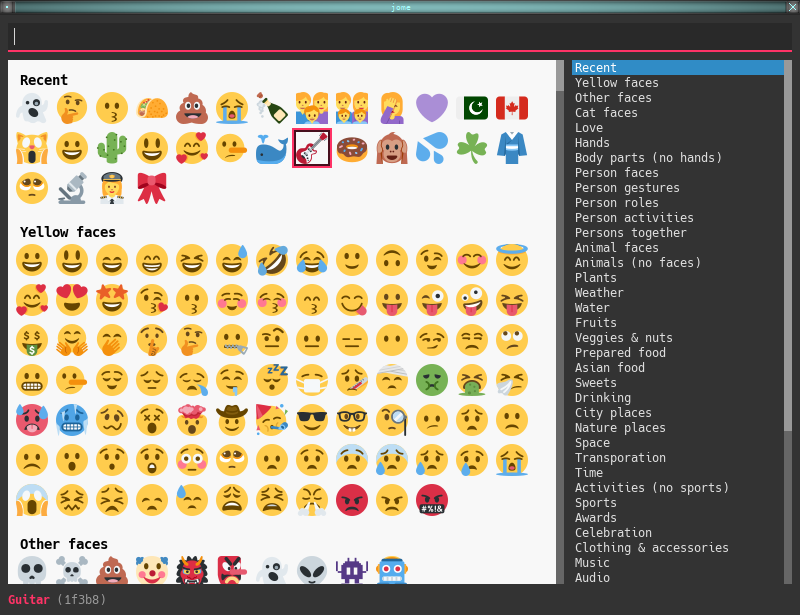 jome
Recent
Yellow faces
Other faces
Recent
Yellow faces
Other faces
Cat faces
Love
Hands
Body parts (no hands)
Person faces
Person gestures
Person roles
Person activities
Persons together
Animal faces
Animals (no faces)
Plants
Weather
Water
Fruits
Veggies & nuts
Prepared food
Asian food
Sweets
Drinking
City places
Nature places
Space
Transporation
Time
Activities (no sports)
Sports
Awards
Celebration
Clothing & accessories
Music
Audio
Guitar (1f3b8)